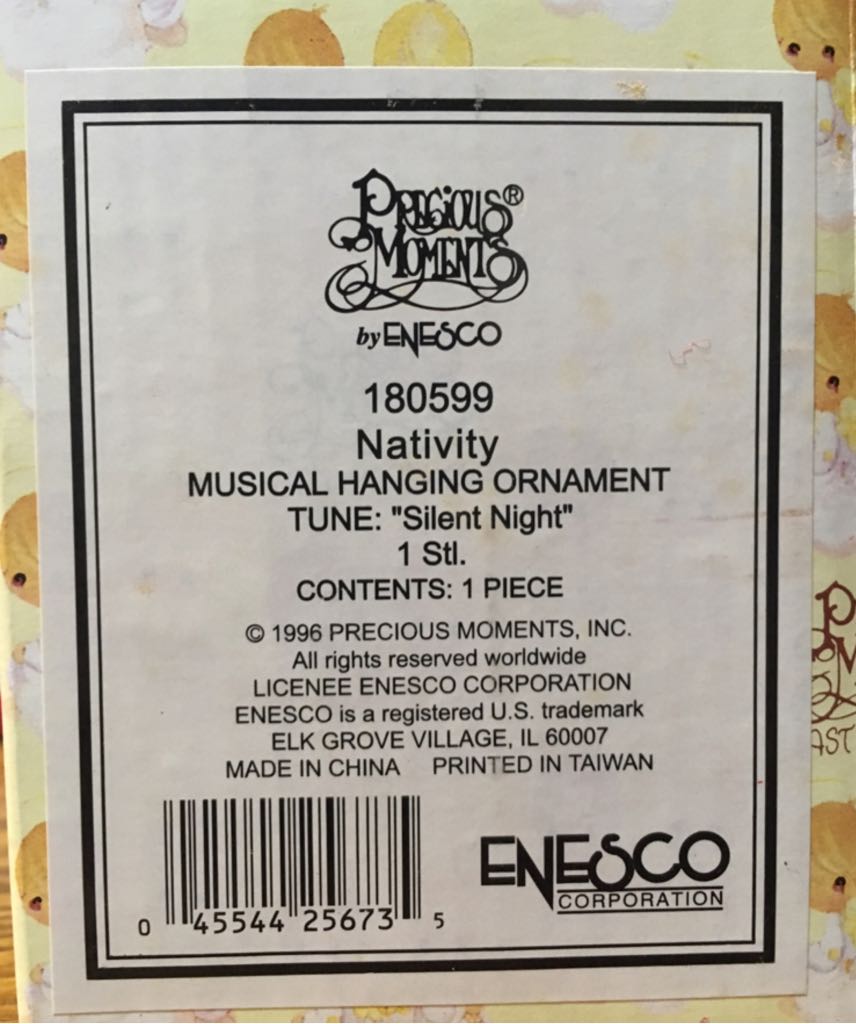 PRECIOUS®
MOMENTS
by ENESCO
180599
Nativity
MUSICAL HANGING ORNAMENT
TUNE: "Silent Night"
1 Stl.
CONTENTS: 1 PIECE
© 1996 PRECIOUS MOMENTS, INC.
All rights reserved worldwide
LICENEE ENESCO CORPORATION
ENESCO is a registered U.S. trademark
ELK GROVE VILLAGE, IL 60007
MADE IN CHINA PRINTED IN TAIWAN
0 45544 25673 5
ENESCO
CORPORATION